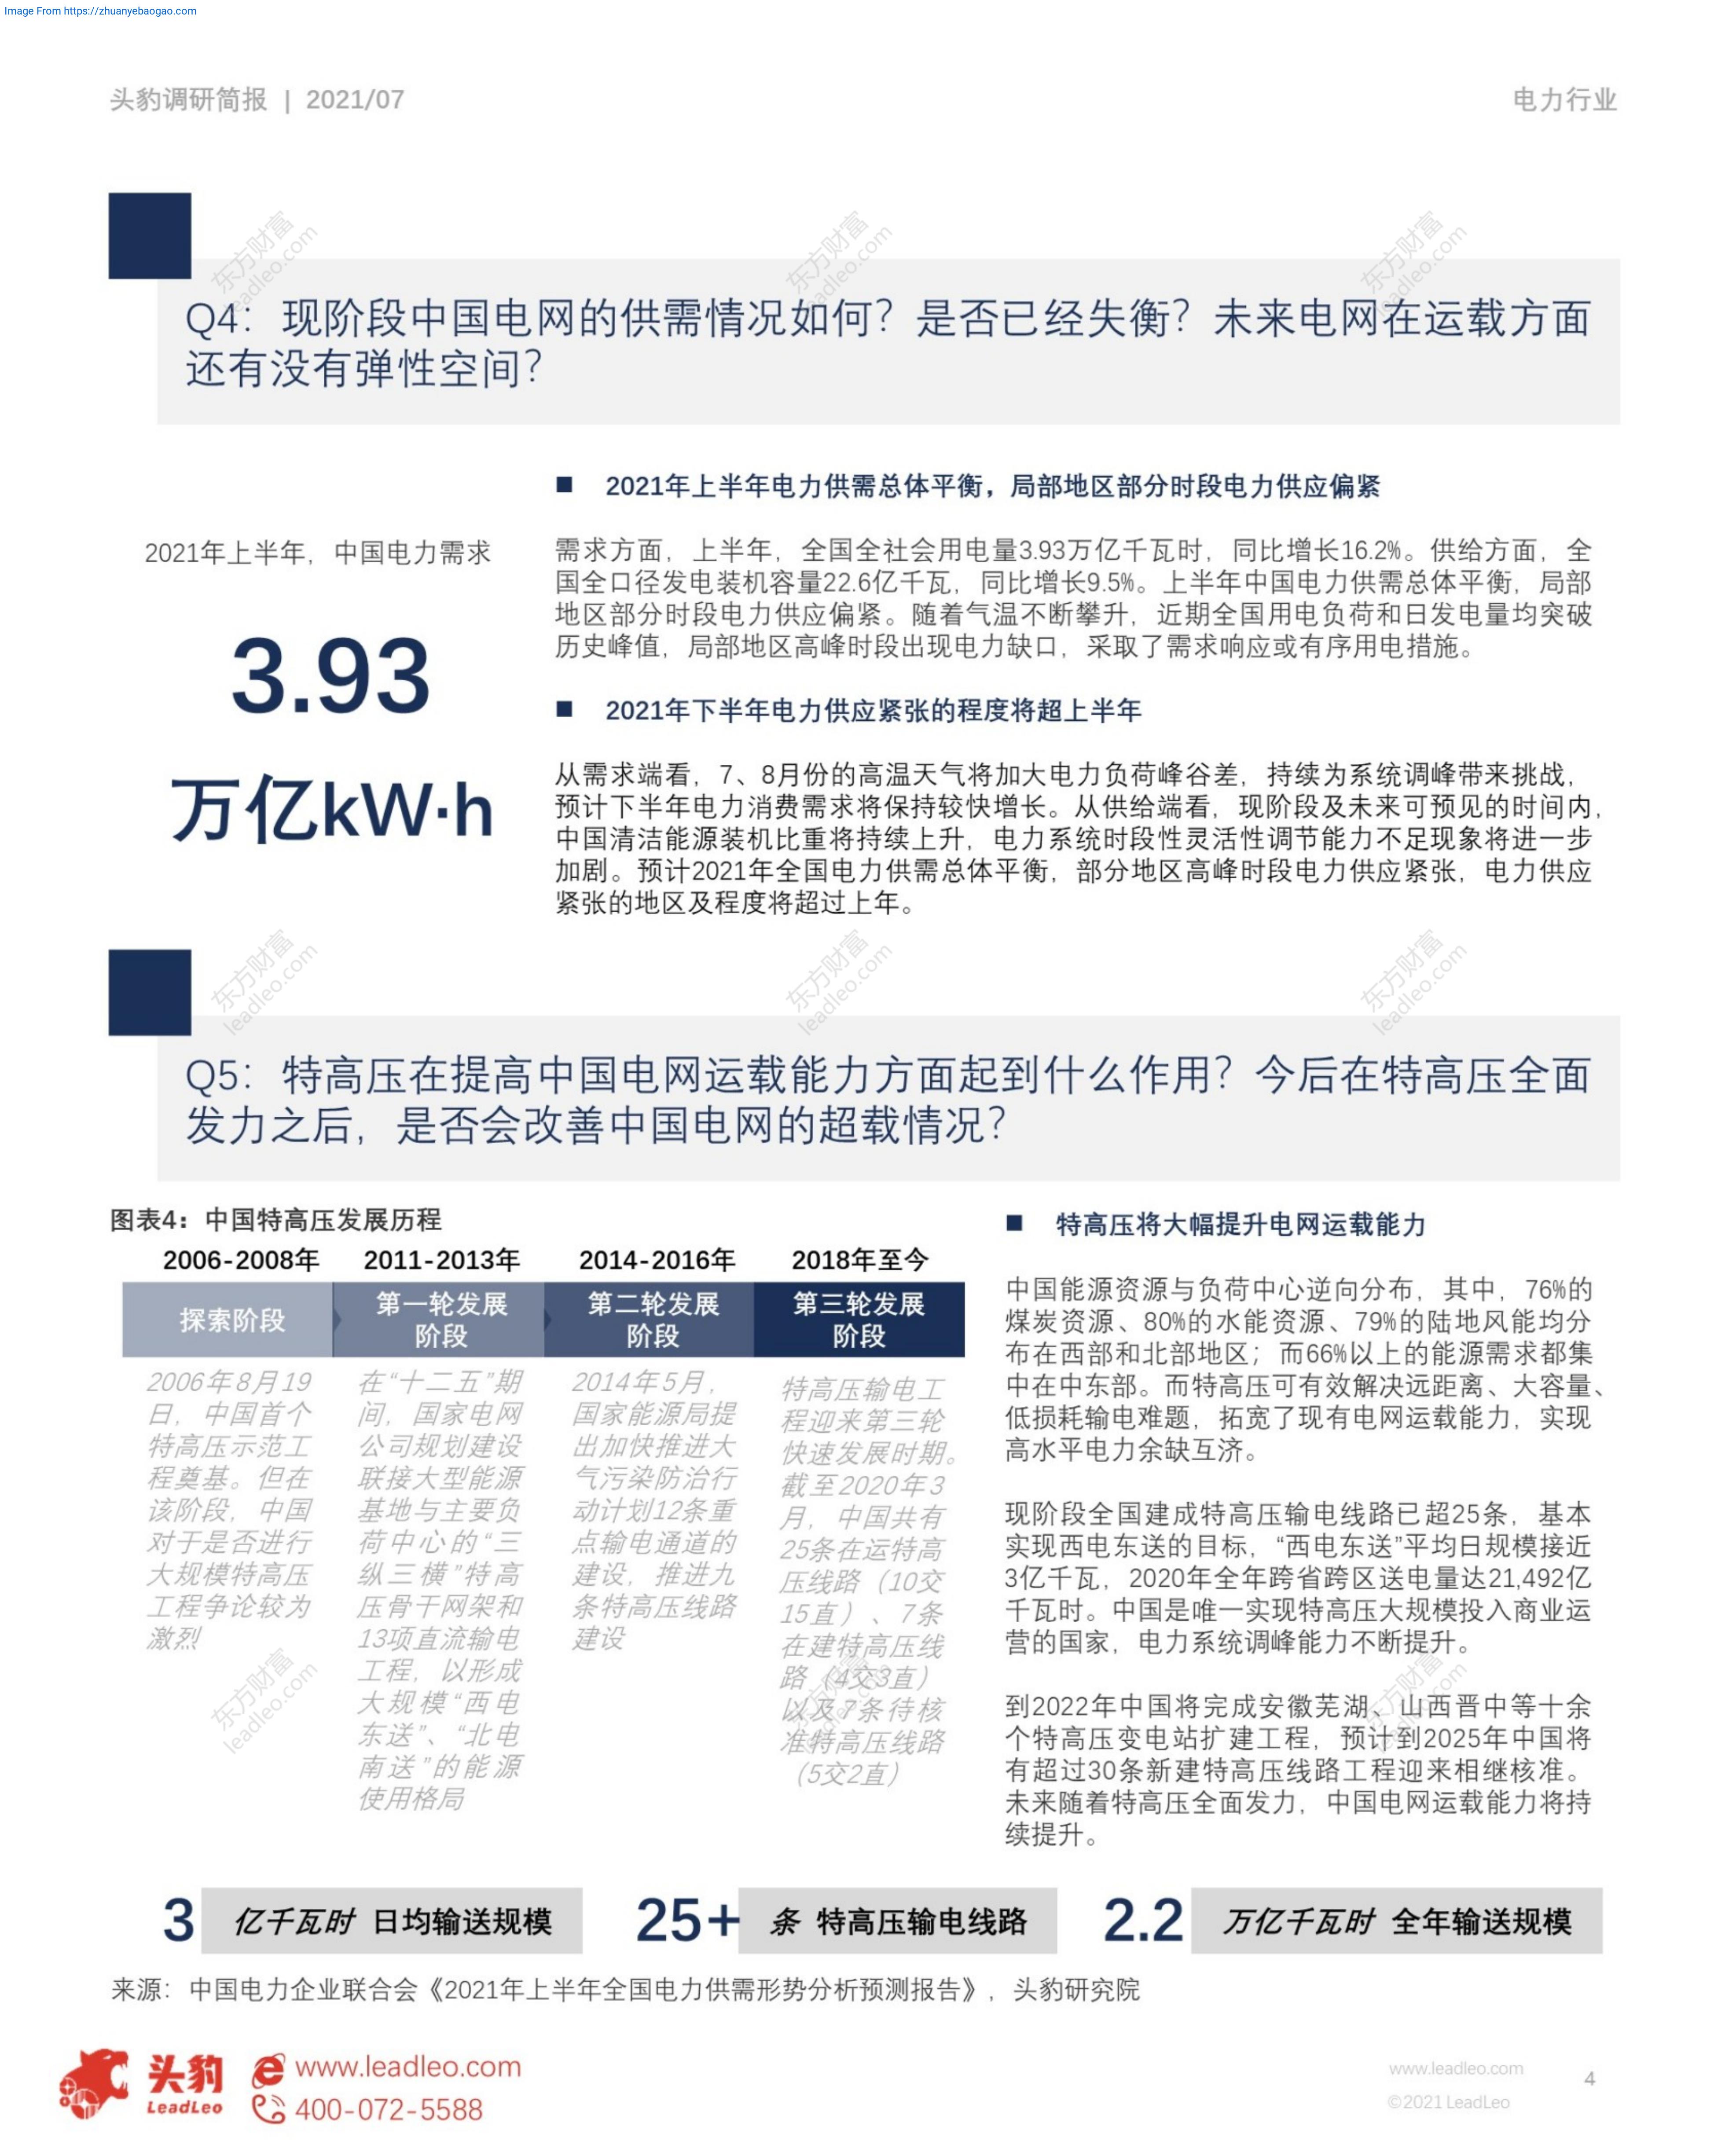 Image From https://zhuanyebaogao.com
头豹调研简报 | 2021/07
电力行业
东方财富
leadleo.com
东方财富
leadleo.com
东方财富
leadleo.com
Q4：现阶段中国电网的供需情况如何？是否已经失衡？未来电网在运载方面
还有没有弹性空间？
2021年上半年，中国电力需求
3.93
万亿kW·h
■ 2021年上半年电力供需总体平衡，局部地区部分时段电力供应偏紧
需求方面，上半年，全国全社会用电量3.93万亿千瓦时，同比增长16.2%。供给方面，全
国全口径发电装机容量22.6亿千瓦，同比增长9.5%。上半年中国电力供需总体平衡，局部
地区部分时段电力供应偏紧。随着气温不断攀升，近期全国用电负荷和日发电量均突破
历史峰值，局部地区高峰时段出现电力缺口，采取了需求响应或有序用电措施。
■ 2021年下半年电力供应紧张的程度将超上半年
从需求端看，7、8月份的高温天气将加大电力负荷峰谷差，持续为系统调峰带来挑战，
预计下半年电力消费需求将保持较快增长。从供给端看，现阶段及未来可预见的时间内，
中国清洁能源装机比重将持续上升，电力系统时段性灵活性调节能力不足现象将进一步
加剧。预计2021年全国电力供需总体平衡，部分地区高峰时段电力供应紧张，电力供应
紧张的地区及程度将超过上年。
东方财富
leadleo.com
东方财富
leadleo.com
东方财富
leadleo.com
Q5：特高压在提高中国电网运载能力方面起到什么作用？今后在特高压全面
发力之后，是否会改善中国电网的超载情况？
图表4：中国特高压发展历程
2006-2008年
探索阶段
2006年8月19
日，中国首个
特高压示范工
程奠基。但在
该阶段，中国
对于是否进行
大规模特高压
工程争论较为
激烈
2011-2013年
第一轮发展
阶段
在“十二五”期
间，国家电网
公司规划建设
联接大型能源
基地与主要负
荷中心的“三
纵三横”特高
压骨干网架和
13项直流输电
工程，以形成
大规模“西电
东送”、“北电
南送”的能源
使用格局
2014-2016年
第二轮发展
阶段
2014年5月，
国家能源局提
出加快推进大
气污染防治行
动计划12条重
点输电通道的
建设，推进九
条特高压线路
建设
2018年至今
第三轮发展
阶段
特高压输电工
程迎来第三轮
快速发展时期。
截至2020年3
月，中国共有
25条在运特高
压线路（10交
15直）、7条
在建特高压线
路（4交3直）
以及7条待核
准特高压线路
（5交2直）
■ 特高压将大幅提升电网运载能力
中国能源资源与负荷中心逆向分布，其中，76%的
煤炭资源、80%的水能资源、79%的陆地风能均分
布在西部和北部地区；而66%以上的能源需求都集
中在中东部。而特高压可有效解决远距离、大容量、
低损耗输电难题，拓宽了现有电网运载能力，实现
高水平电力余缺互济。
现阶段全国建成特高压输电线路已超25条，基本
实现西电东送的目标，“西电东送”平均日规模接近
3亿千瓦，2020年全年跨省跨区送电量达21,492亿
千瓦时。中国是唯一实现特高压大规模投入商业运
营的国家，电力系统调峰能力不断提升。
到2022年中国将完成安徽芜湖、山西晋中等十余
个特高压变电站扩建工程，预计到2025年中国将
有超过30条新建特高压线路工程迎来相继核准。
未来随着特高压全面发力，中国电网运载能力将持
续提升。
东方财富
leadleo.com
东方财富
leadleo.com
东方财富
leadleo.com
3 亿千瓦时 日均输送规模
25+ 条 特高压输电线路
2.2 万亿千瓦时 全年输送规模
来源：中国电力企业联合会《2021年上半年全国电力供需形势分析预测报告》，头豹研究院
头豹
LeadLeo
www.leadleo.com
400-072-5588
www.leadleo.com
©2021 LeadLeo
4